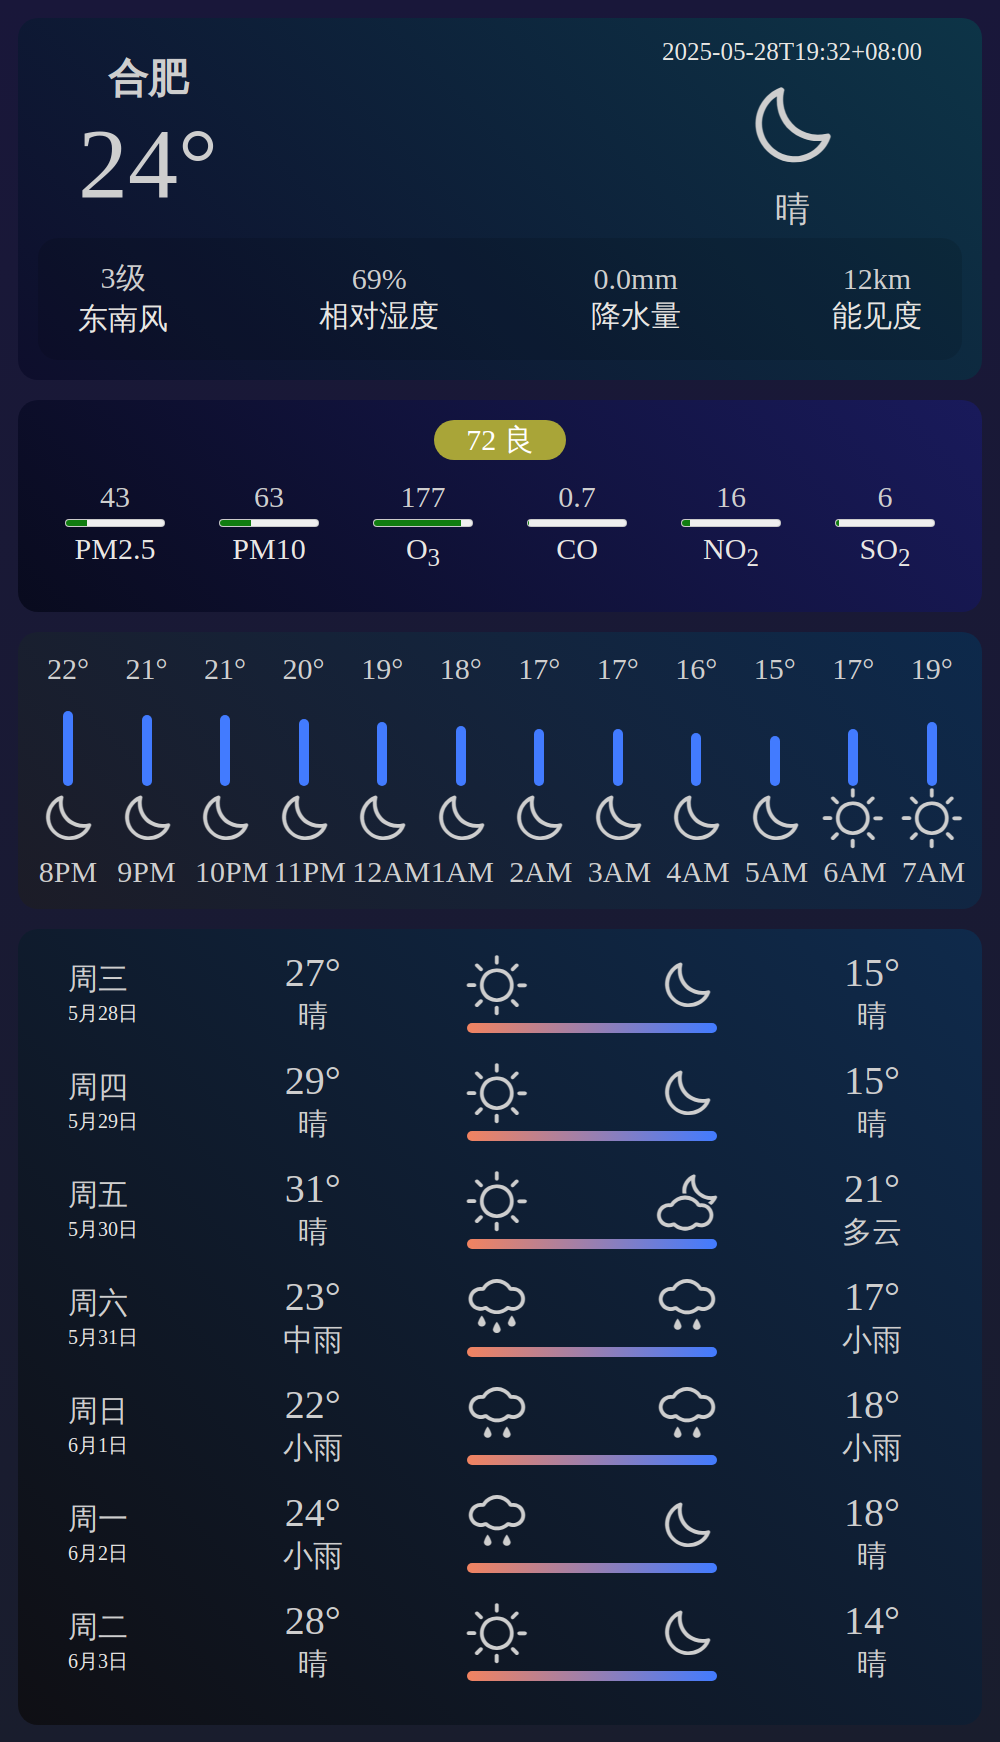 合肥
24°
2025-05-28T19:32+08:00
晴
3级 69% 0.0mm 12km
东南风 相对湿度 降水量 能见度
72 良
43 63 177 0.7 16 6
PM2.5 PM10 O3 CO NO2 SO2
22° 21° 21° 20° 19° 18° 17° 17° 16° 15° 17° 19°
8PM 9PM 10PM 11PM 12AM 1AM 2AM 3AM 4AM 5AM 6AM 7AM
周三 27° 15°
5月28日 晴 晴
周四 29° 15°
5月29日 晴 晴
周五 31° 21°
5月30日 晴 多云
周六 23° 17°
5月31日 中雨 小雨
周日 22° 18°
6月1日 小雨 小雨
周一 24° 18°
6月2日 小雨 晴
周二 28° 14°
6月3日 晴 晴